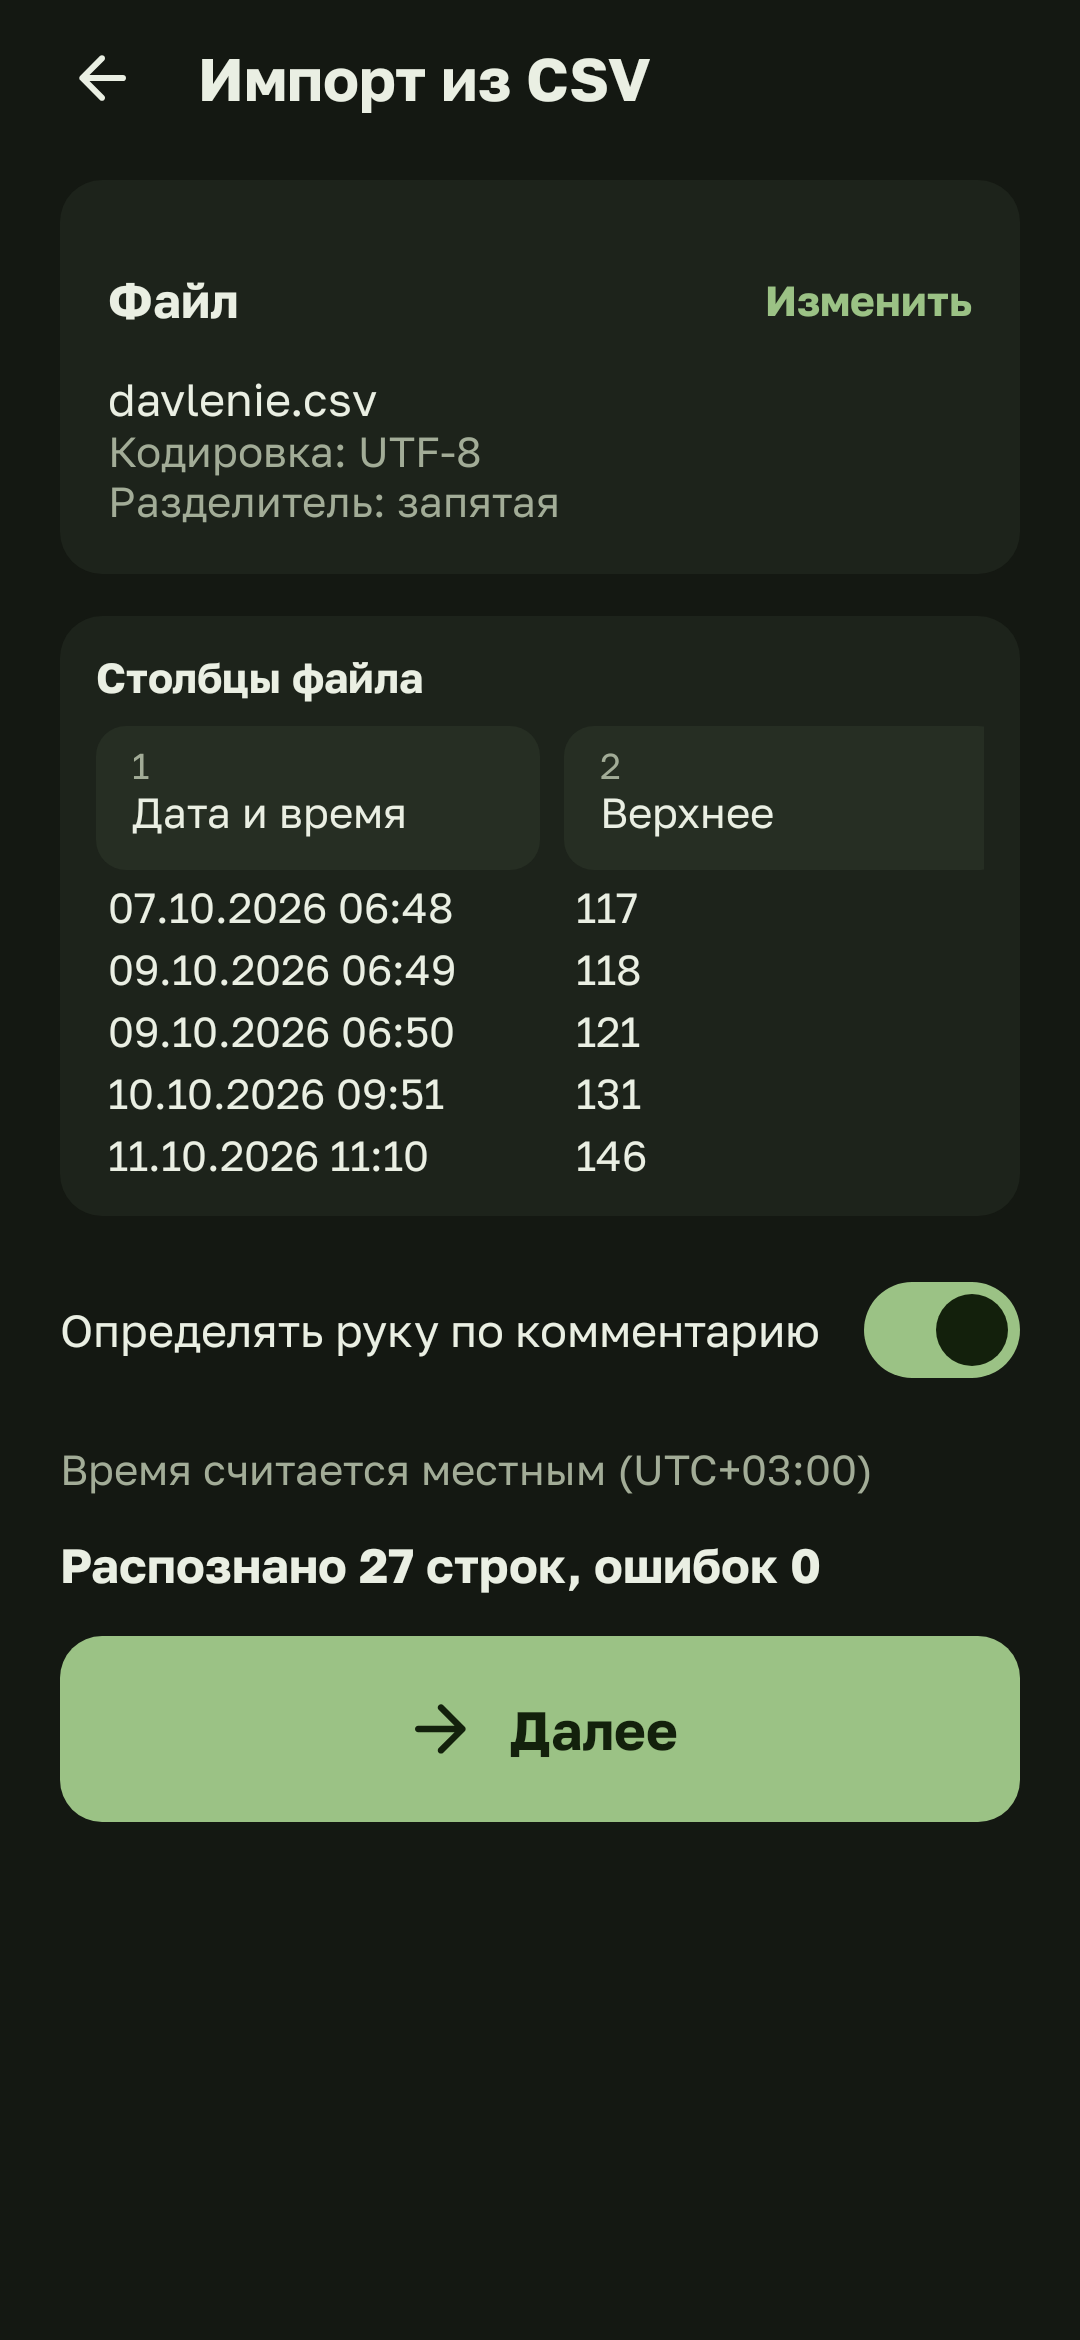 Импорт из CSV
Файл
Изменить
davlenie.csv
Кодировка: UTF-8
Разделитель: запятая
Столбцы файла
1
Дата и время
2
Верхнее
07.10.2026 06:48 117
09.10.2026 06:49 118
09.10.2026 06:50 121
10.10.2026 09:51 131
11.10.2026 11:10 146
Определять руку по комментарию
Время считается местным (UTC+03:00)
Распознано 27 строк, ошибок 0
Далее